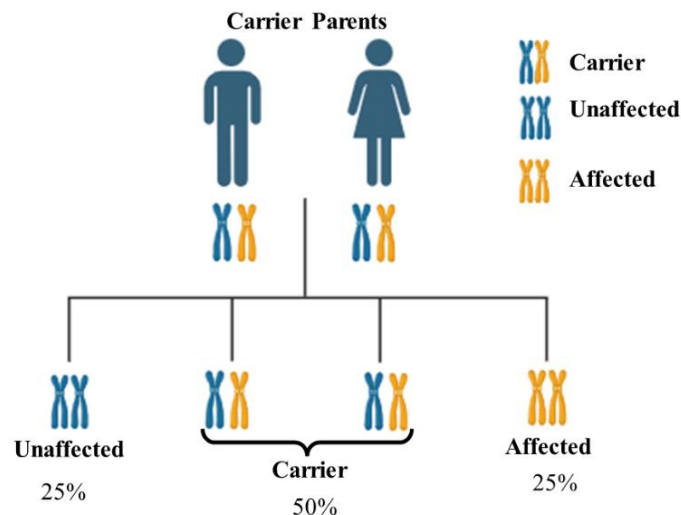 Carrier Parents
Carrier
Unaffected
Affected
Unaffected
25%
Carrier
50%
Affected
25%